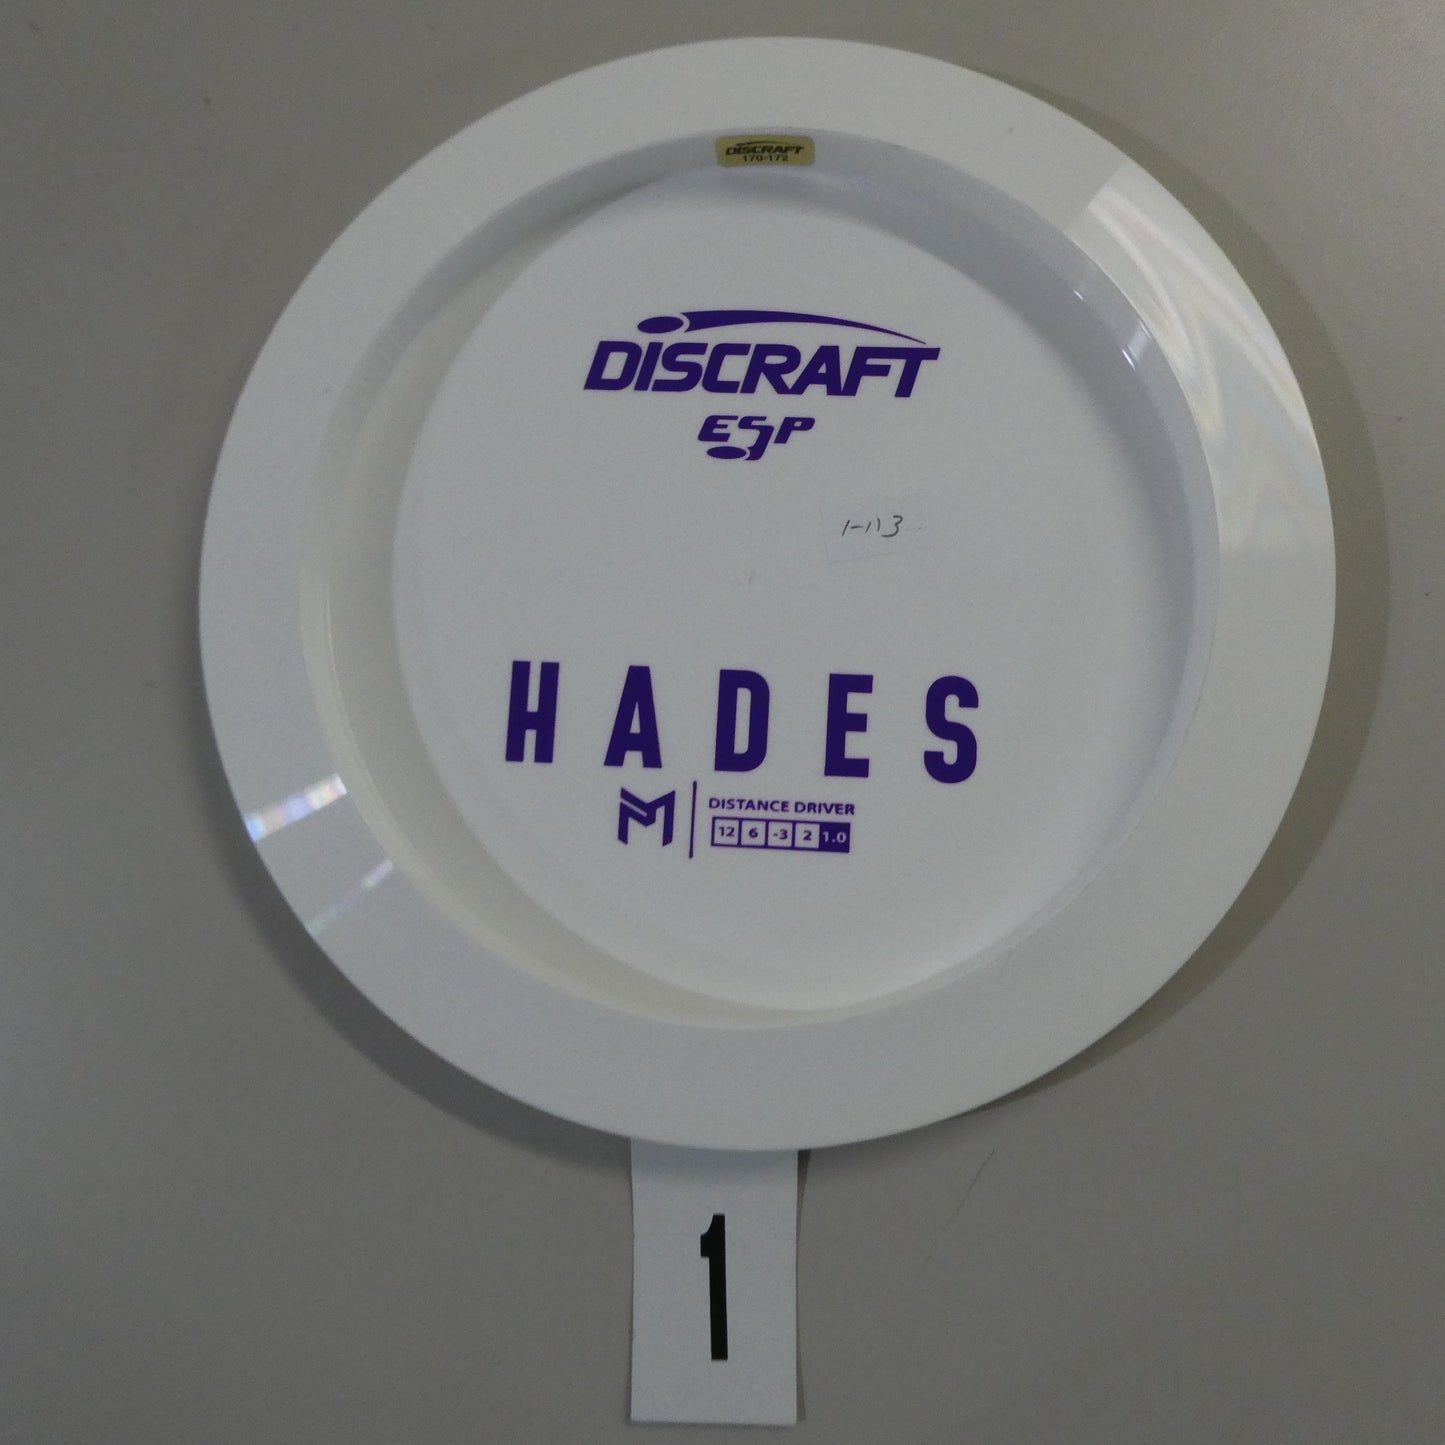 DISCRAFT
170-172
DISCRAFT
ESP
1-113
HADES
M
DISTANCE DRIVER
12 6 -3 2 1.0
1